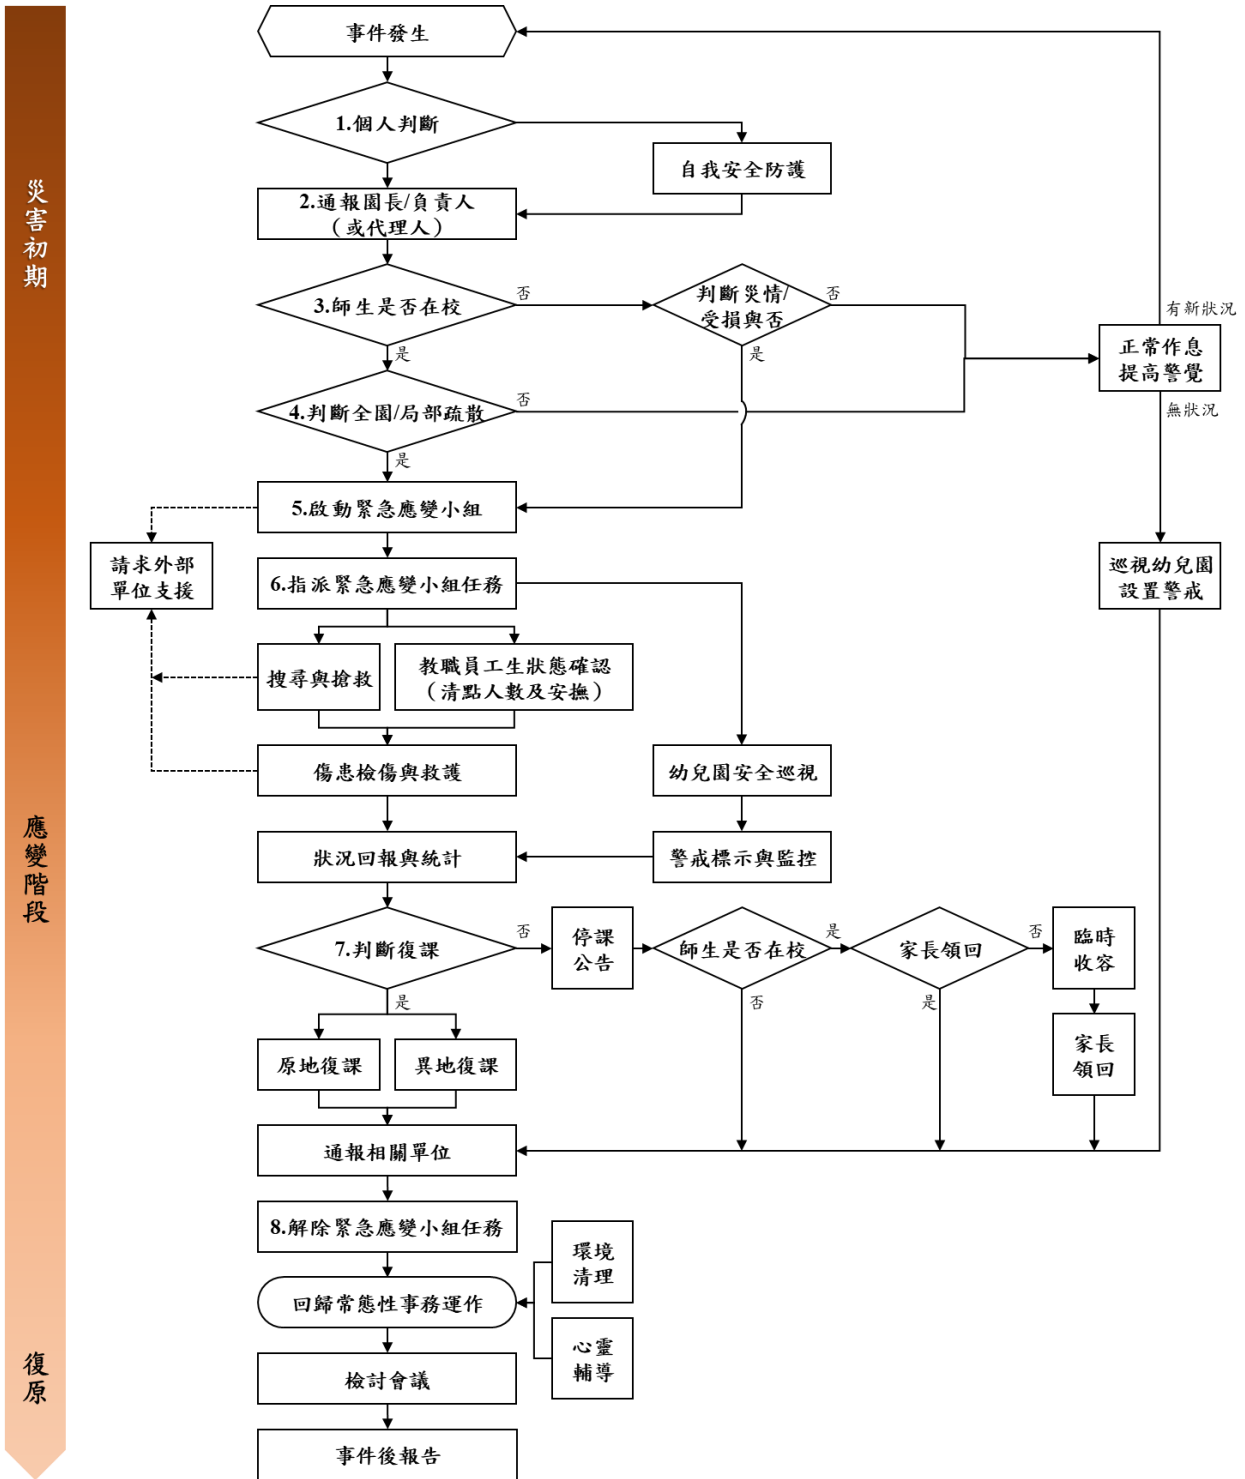 災害初期
應變階段
復原
事件發生
1.個人判斷
自我安全防護
2.通報園長/負責人
（或代理人）
3.師生是否在校
否
判斷災情/
受損與否
否
有新狀況
是
是
正常作息
提高警覺
4.判斷全園/局部疏散
否
無狀況
是
5.啟動緊急應變小組
請求外部
單位支援
6.指派緊急應變小組任務
巡視幼兒園
設置警戒
搜尋與搶救
教職員工生狀態確認
（清點人數及安撫）
傷患檢傷與救護
幼兒園安全巡視
狀況回報與統計
警戒標示與監控
7.判斷復課
否
停課
公告
師生是否在校
是
家長領回
否
臨時
收容
是
否
是
原地復課
異地復課
家長
領回
通報相關單位
8.解除緊急應變小組任務
環境
清理
回歸常態性事務運作
心靈
輔導
檢討會議
事件後報告